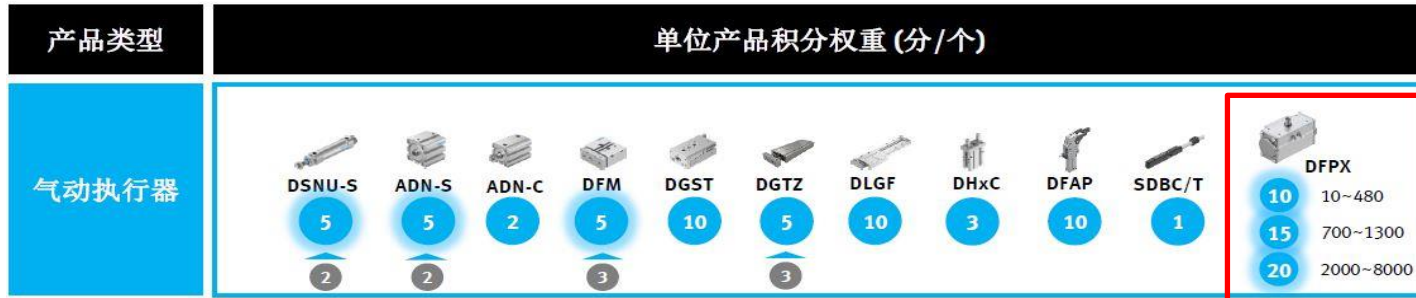 产品类型
单位产品积分权重 (分/个)
气动执行器
DSNU-S ADN-S ADN-C DFM DGST DGTZ DLGF DHxC DFAP SDBC/T DFPX
5 5 2 5 10 5 10 3 10 1
2 2 3 3
10 10~480
15 700~1300
20 2000~8000